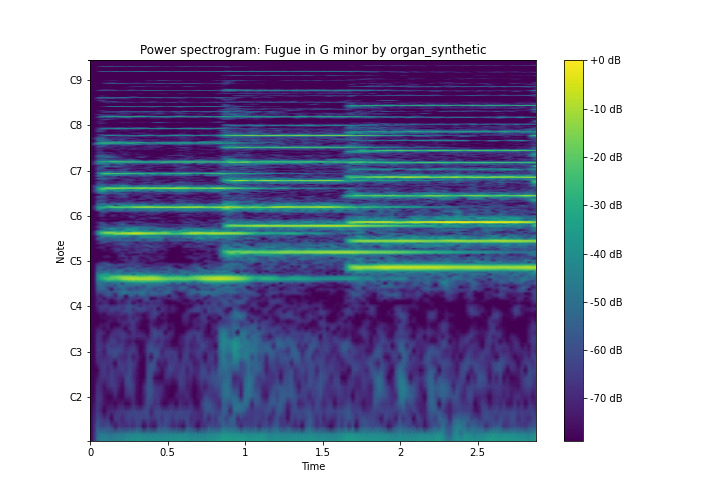 Power spectrogram: Fugue in G minor by organ_synthetic
Note
C9
C8
C7
C6
C5
C4
C3
C2
0
0.5
1
1.5
2
2.5
Time
+0 dB
-10 dB
-20 dB
-30 dB
-40 dB
-50 dB
-60 dB
-70 dB